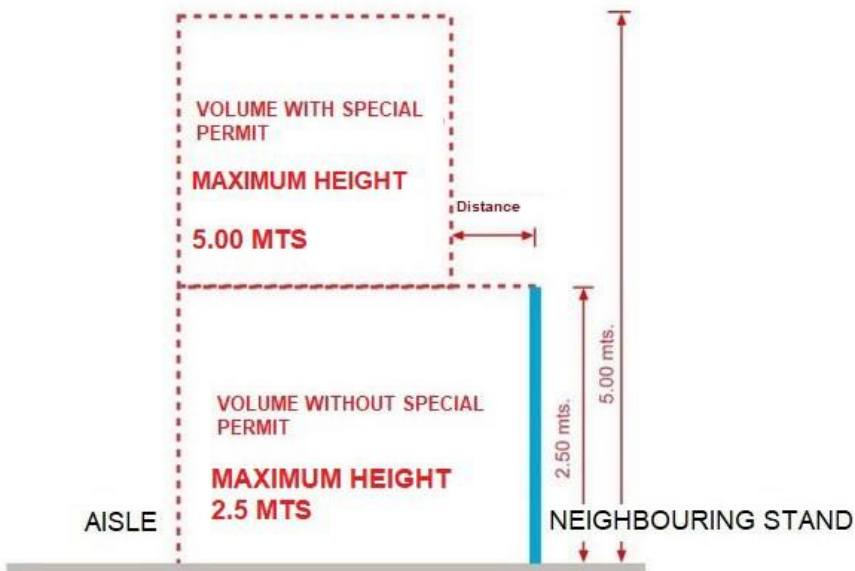 VOLUME WITH SPECIAL
PERMIT
MAXIMUM HEIGHT
5.00 MTS
Distance
VOLUME WITHOUT SPECIAL
PERMIT
MAXIMUM HEIGHT
2.5 MTS
2.50 mts.
5.00 mts.
AISLE
NEIGHBOURING STAND